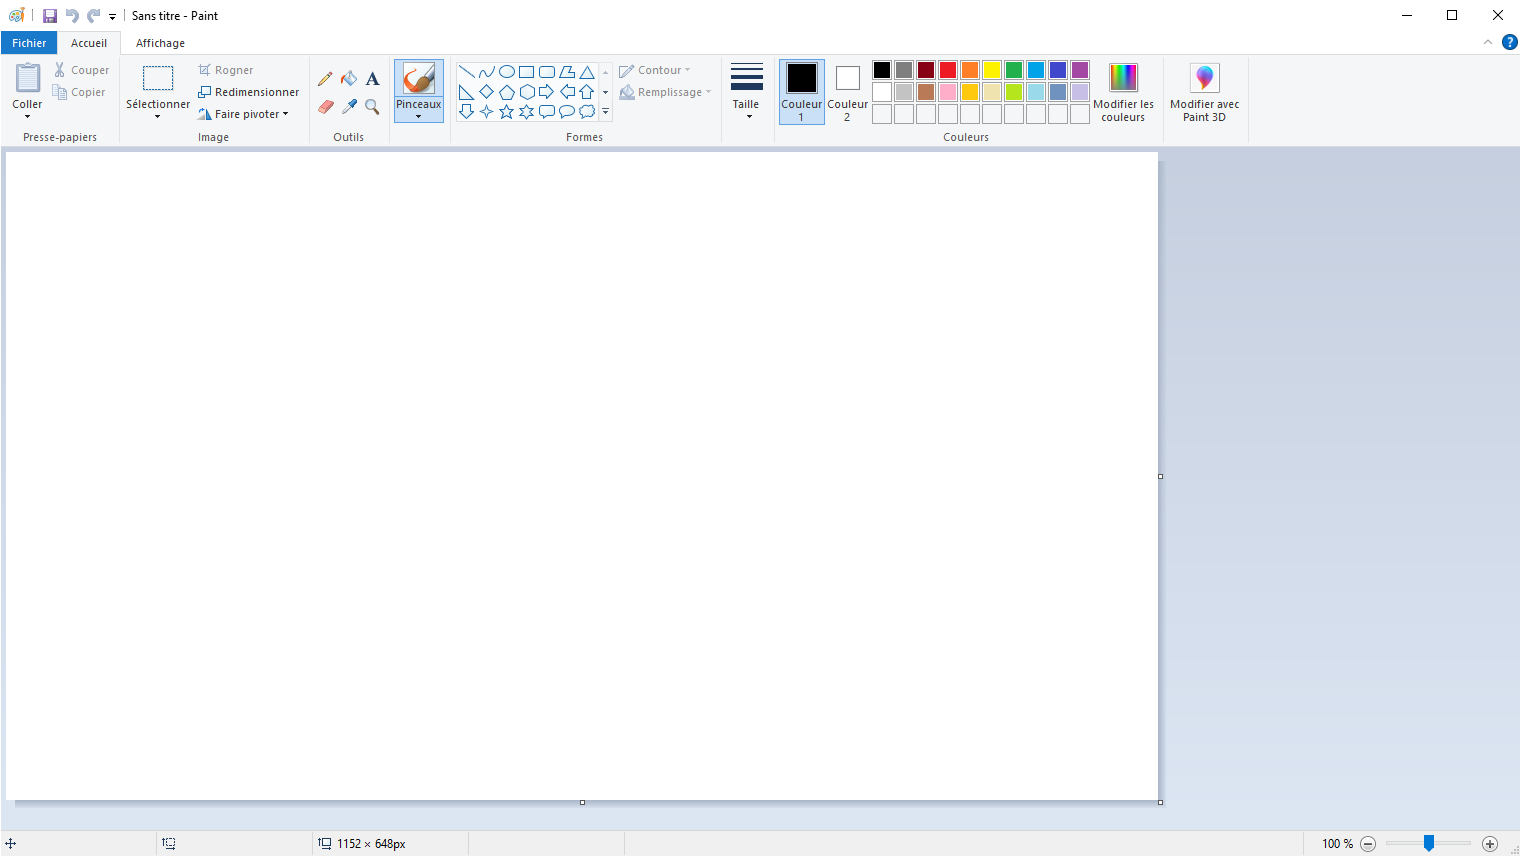 Sans titre - Paint
Fichier Accueil Affichage
Coller
Couper
Copier
Presse-papiers
Sélectionner
Rogner
Redimensionner
Faire pivoter
Image
A
Outils
Pinceaux
Contour
Remplissage
Formes
Taille
Couleur
1
Couleur
2
Modifier les
couleurs
Couleurs
Modifier avec
Paint 3D
1152 × 648px
100 %